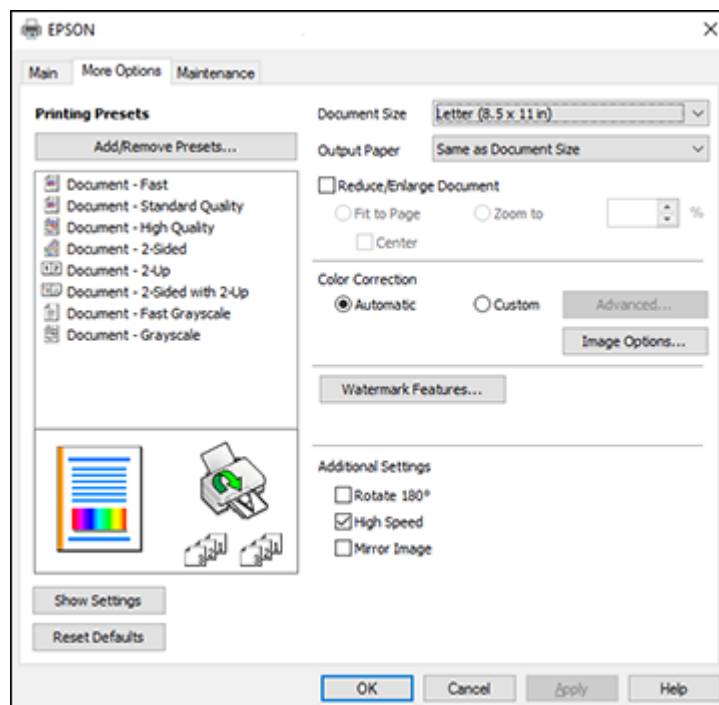 EPSON
Main More Options Maintenance
Printing Presets
Add/Remove Presets...
Document - Fast
Document - Standard Quality
Document - High Quality
Document - 2-Sided
Document - 2-Up
Document - 2-Sided with 2-Up
Document - Fast Grayscale
Document - Grayscale
Show Settings
Reset Defaults
Document Size Letter (8.5 x 11 in)
Output Paper Same as Document Size
Reduce/Enlarge Document
Fit to Page Zoom to %
Center
Color Correction
Automatic Custom Advanced...
Image Options...
Watermark Features...
Additional Settings
Rotate 180°
High Speed
Mirror Image
OK Cancel Apply Help